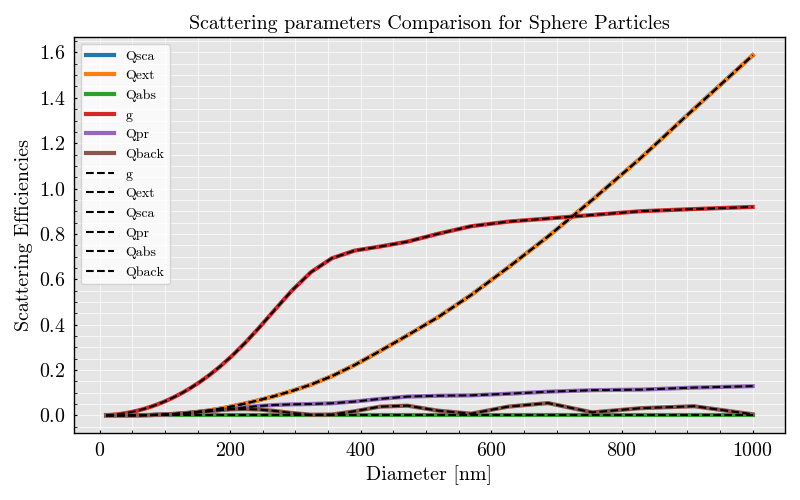 Scattering parameters Comparison for Sphere Particles
Scattering Efficiencies
1.6
1.4
1.2
1.0
0.8
0.6
0.4
0.2
0.0
Qsca
Qext
Qabs
g
Qpr
Qback
g
Qext
Qsca
Qpr
Qabs
Qback
0 200 400 600 800 1000
Diameter [nm]